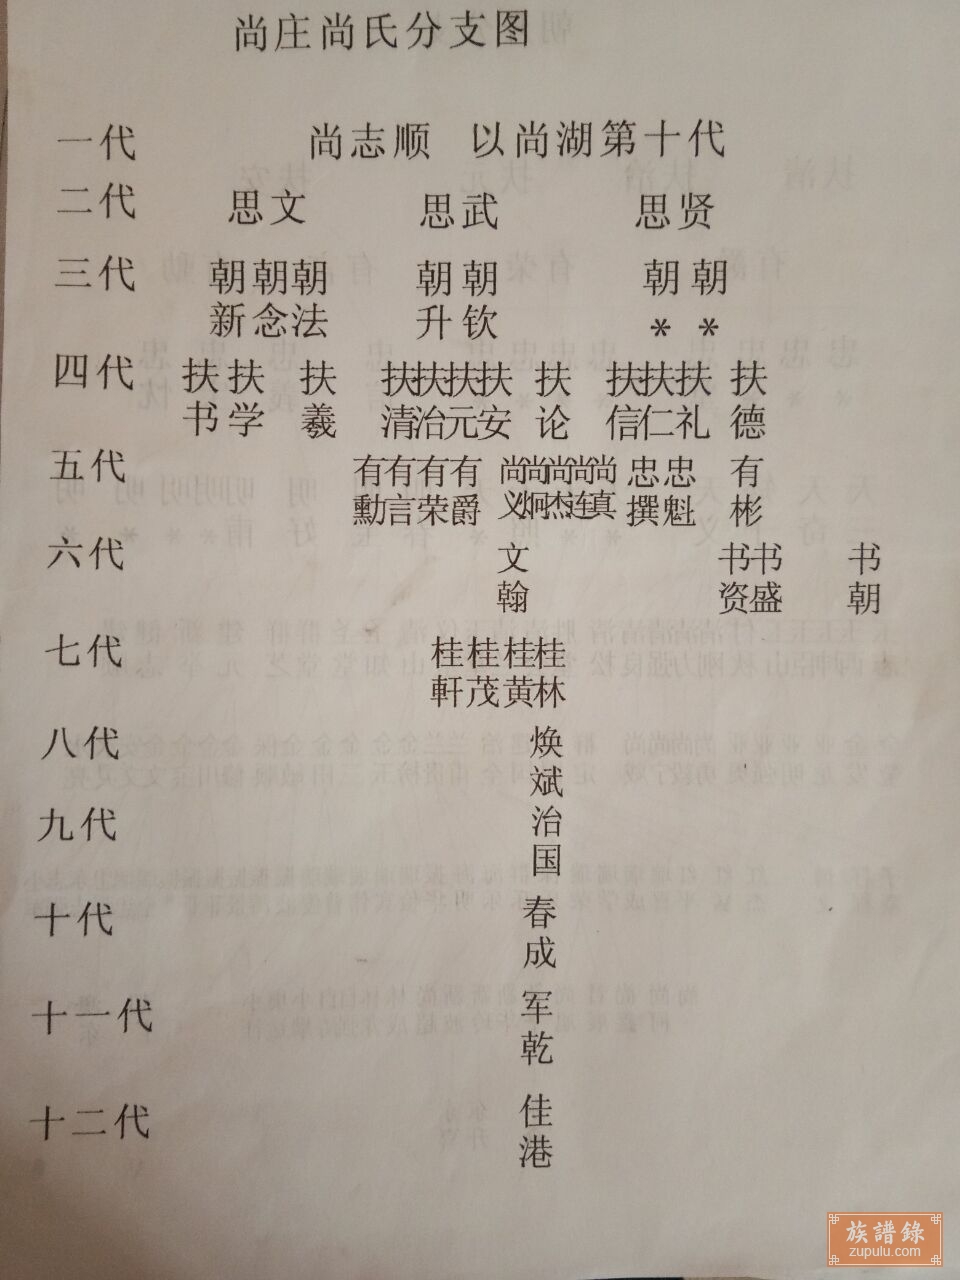 尚庄尚氏分支图
一代 尚志顺 以尚湖第十代
二代 思文 思武 思贤
三代 朝新 朝念 朝法 朝升 朝钦 朝* 朝*
四代 扶书 扶学 扶羲 扶清 扶治 扶元 扶安 扶论 扶信 扶仁 扶礼 扶德
五代 有勳 有言 有荣 有爵 尚义 尚炯 尚杰 尚连 尚真 忠撰 忠魁 有彬
六代 文翰 书资 书盛 书朝
七代 桂軒 桂茂 桂黄 桂林
八代 焕斌
九代 治国
十代 春成
十一代 军乾
十二代 佳港
族譜錄
zupulu.com